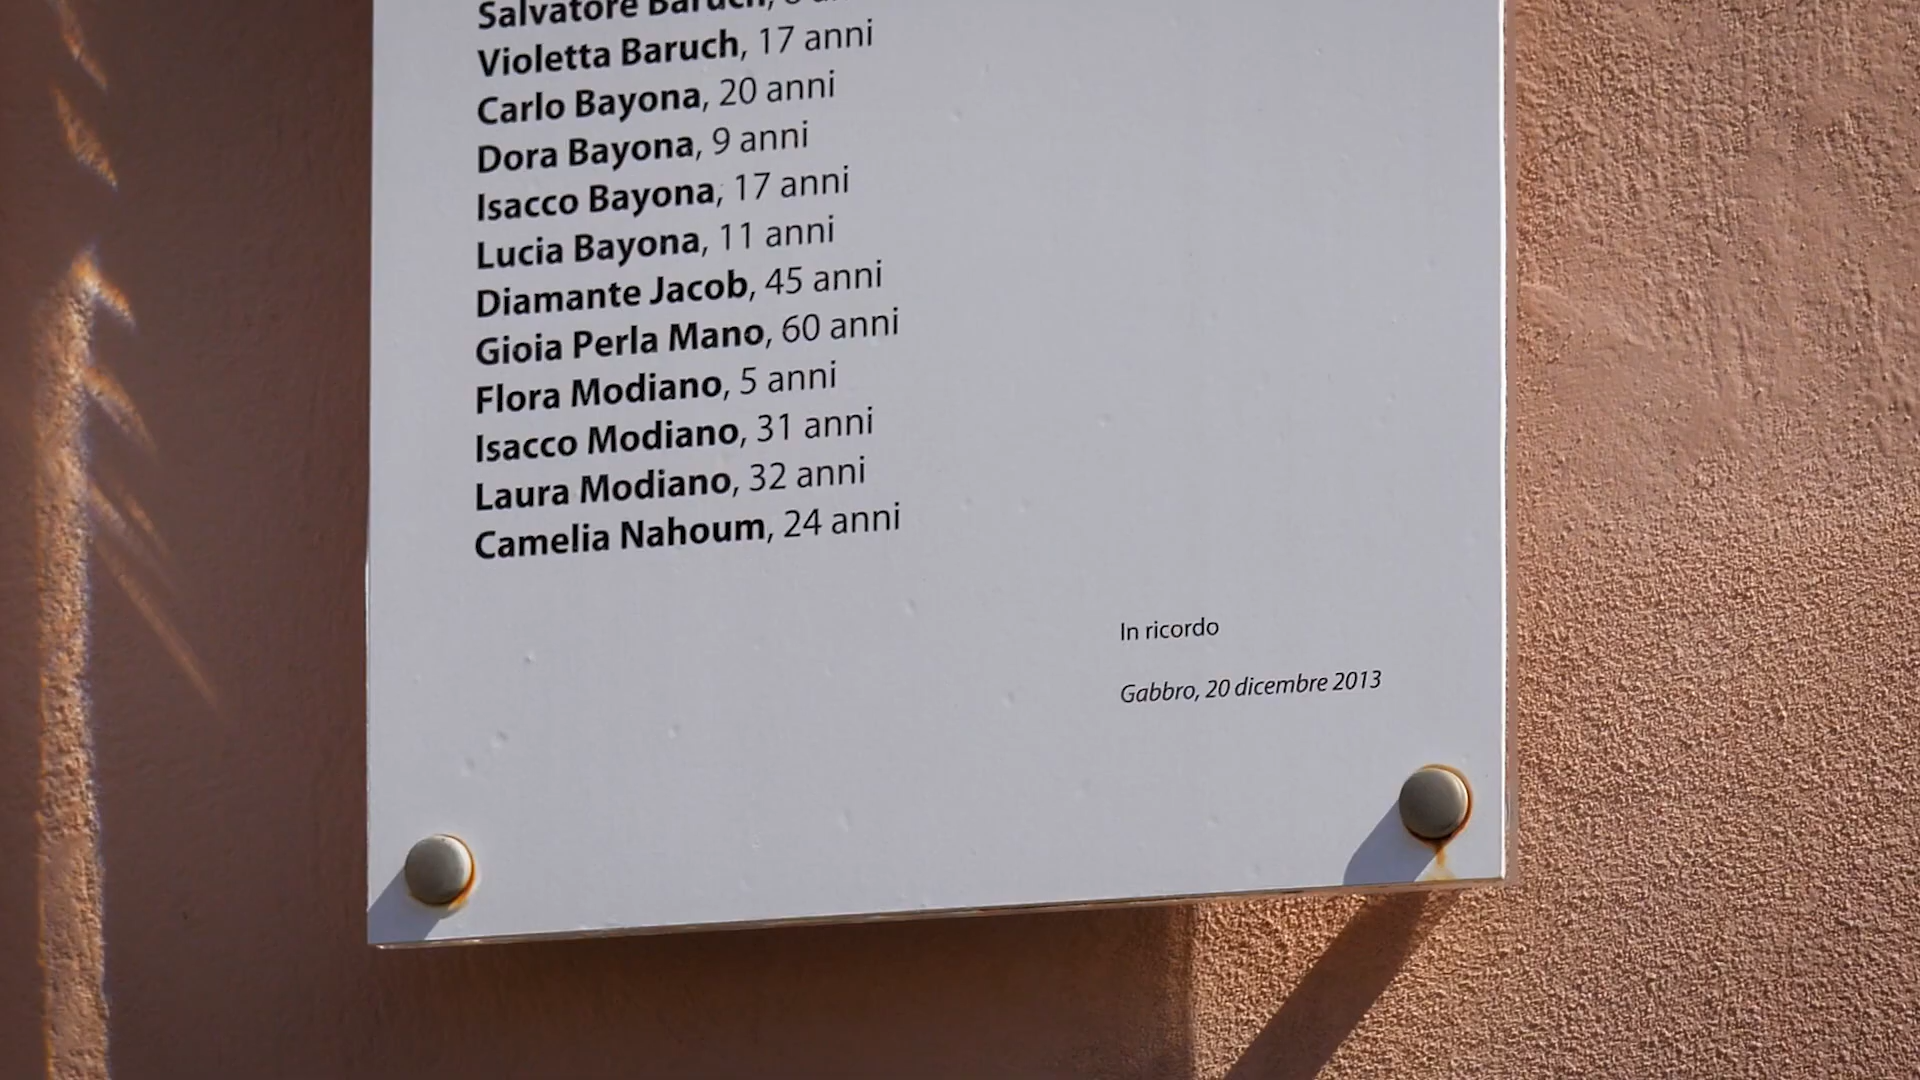 Salvatore Baruch,
Violetta Baruch, 17 anni
Carlo Bayona, 20 anni
Dora Bayona, 9 anni
Isacco Bayona, 17 anni
Lucia Bayona, 11 anni
Diamante Jacob, 45 anni
Gioia Perla Mano, 60 anni
Flora Modiano, 5 anni
Isacco Modiano, 31 anni
Laura Modiano, 32 anni
Camelia Nahoum, 24 anni
In ricordo
Gabbro, 20 dicembre 2013